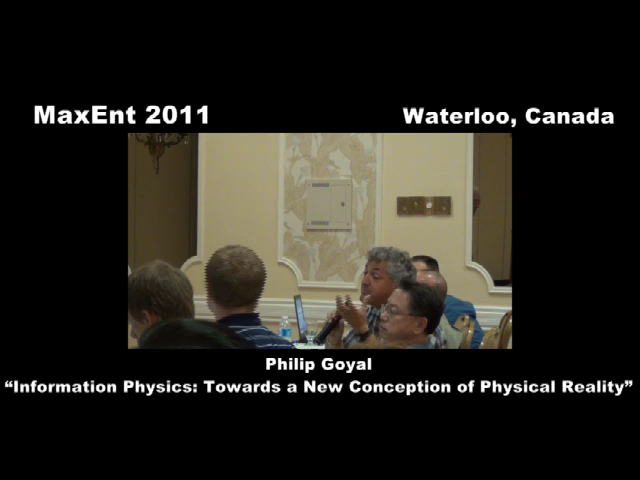 MaxEnt 2011
Waterloo, Canada
Philip Goyal
“Information Physics: Towards a New Conception of Physical Reality”